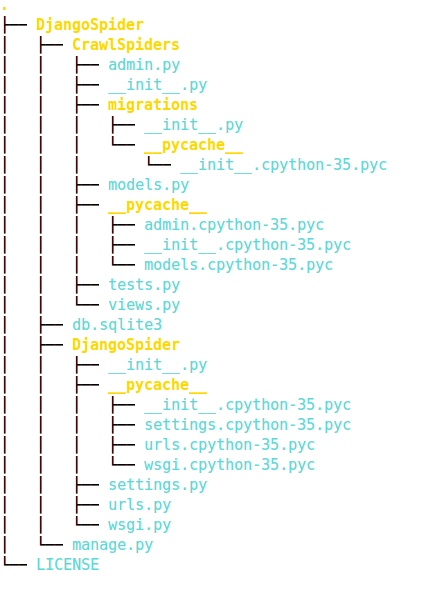 .
├── DjangoSpider
│   ├── CrawlSpiders
│   │   ├── admin.py
│   │   ├── __init__.py
│   │   ├── migrations
│   │   │   ├── __init__.py
│   │   │   └── __pycache__
│   │   │       └── __init__.cpython-35.pyc
│   │   ├── models.py
│   │   ├── __pycache__
│   │   │   ├── admin.cpython-35.pyc
│   │   │   ├── __init__.cpython-35.pyc
│   │   │   └── models.cpython-35.pyc
│   │   ├── tests.py
│   │   └── views.py
│   ├── db.sqlite3
│   ├── DjangoSpider
│   │   ├── __init__.py
│   │   ├── __pycache__
│   │   │   ├── __init__.cpython-35.pyc
│   │   │   ├── settings.cpython-35.pyc
│   │   │   ├── urls.cpython-35.pyc
│   │   │   └── wsgi.cpython-35.pyc
│   │   ├── settings.py
│   │   ├── urls.py
│   │   └── wsgi.py
│   └── manage.py
└── LICENSE